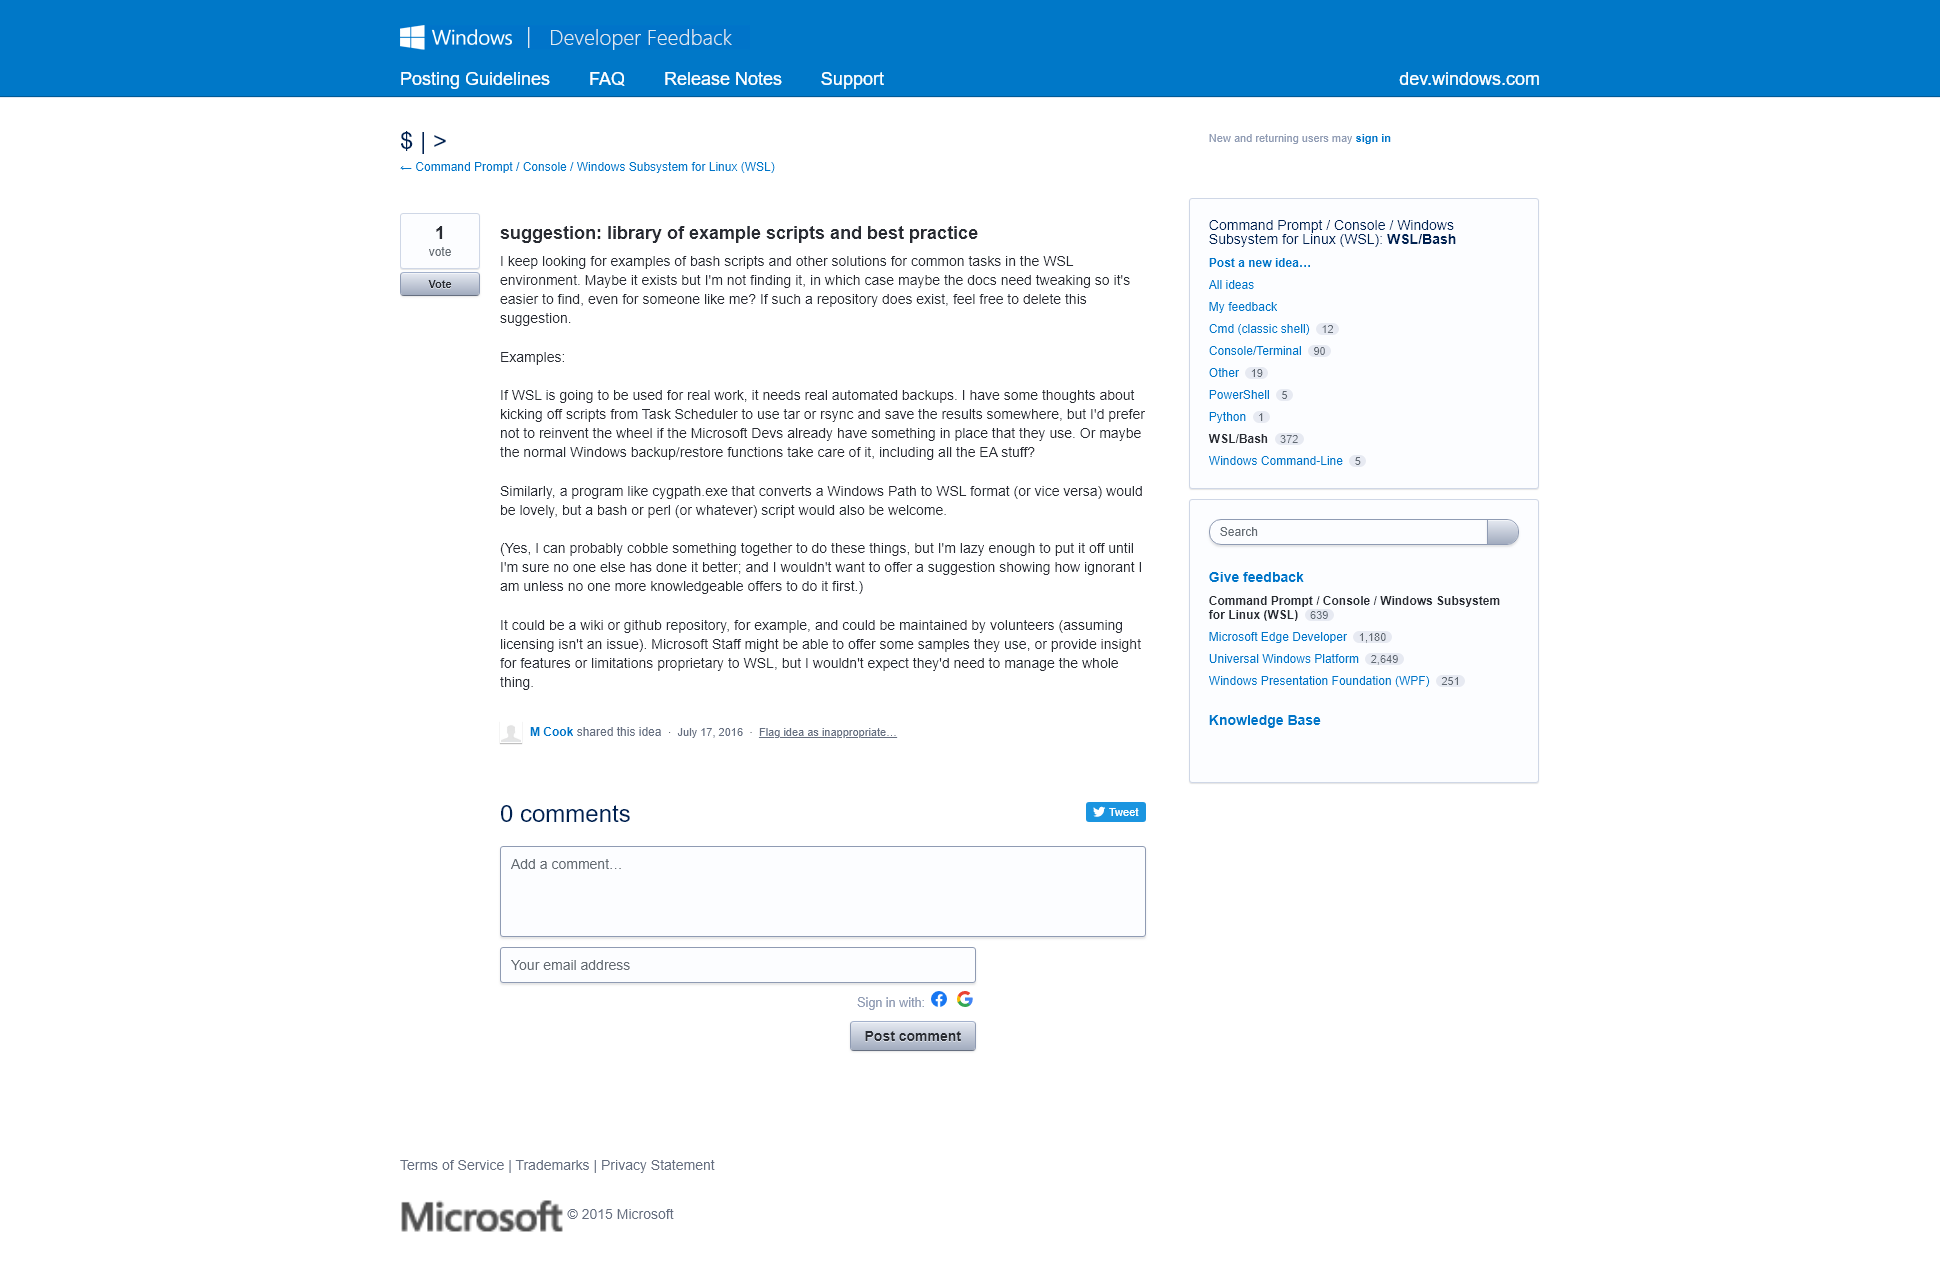 Windows | Developer Feedback
Posting Guidelines FAQ Release Notes Support dev.windows.com
$ | >
← Command Prompt / Console / Windows Subsystem for Linux (WSL)
New and returning users may sign in
1
vote
Vote
suggestion: library of example scripts and best practice
I keep looking for examples of bash scripts and other solutions for common tasks in the WSL
environment. Maybe it exists but I'm not finding it, in which case maybe the docs need tweaking so it's
easier to find, even for someone like me? If such a repository does exist, feel free to delete this
suggestion.
Examples:
If WSL is going to be used for real work, it needs real automated backups. I have some thoughts about
kicking off scripts from Task Scheduler to use tar or rsync and save the results somewhere, but I'd prefer
not to reinvent the wheel if the Microsoft Devs already have something in place that they use. Or maybe
the normal Windows backup/restore functions take care of it, including all the EA stuff?
Similarly, a program like cygpath.exe that converts a Windows Path to WSL format (or vice versa) would
be lovely, but a bash or perl (or whatever) script would also be welcome.
(Yes, I can probably cobble something together to do these things, but I'm lazy enough to put it off until
I'm sure no one else has done it better; and I wouldn't want to offer a suggestion showing how ignorant I
am unless no one more knowledgeable offers to do it first.)
It could be a wiki or github repository, for example, and could be maintained by volunteers (assuming
licensing isn't an issue). Microsoft Staff might be able to offer some samples they use, or provide insight
for features or limitations proprietary to WSL, but I wouldn't expect they'd need to manage the whole
thing.
M Cook shared this idea · July 17, 2016 · Flag idea as inappropriate…
0 comments
Tweet
Add a comment…
Your email address
Sign in with:
Post comment
Command Prompt / Console / Windows
Subsystem for Linux (WSL): WSL/Bash
Post a new idea…
All ideas
My feedback
Cmd (classic shell) 12
Console/Terminal 90
Other 19
PowerShell 5
Python 1
WSL/Bash 372
Windows Command-Line 5
Search
Give feedback
Command Prompt / Console / Windows Subsystem
for Linux (WSL) 639
Microsoft Edge Developer 1,180
Universal Windows Platform 2,649
Windows Presentation Foundation (WPF) 251
Knowledge Base
Terms of Service | Trademarks | Privacy Statement
Microsoft © 2015 Microsoft